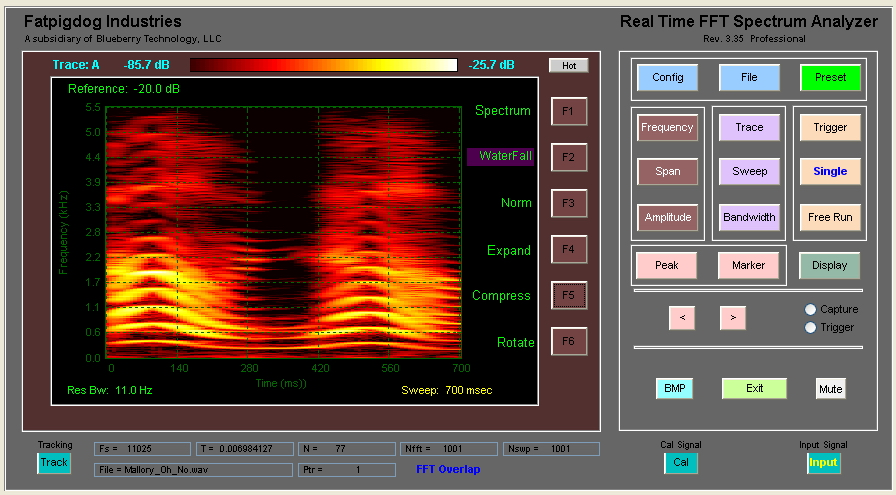 Fatpigdog Industries
A subsidiary of Blueberry Technology, LLC
Real Time FFT Spectrum Analyzer
Rev. 3.35 Professional
Trace: A -85.7 dB -25.7 dB Hot
Reference: -20.0 dB
5.5
5.0
4.4
3.9
3.3
2.8
2.2
1.7
1.1
0.6
0.0
Frequency (kHz)
0 140 280 420 560 700
Time (ms))
Res Bw: 11.0 Hz Sweep: 700 msec
Spectrum F1
WaterFall F2
Norm F3
Expand F4
Compress F5
Rotate F6
Config File Preset
Frequency Trace Trigger
Span Sweep Single
Amplitude Bandwidth Free Run
Peak Marker Display
< > Capture
Trigger
BMP Exit Mute
Tracking
Track
Fs = 11025 T = 0.006984127 N = 77 Nfft = 1001 Nswp = 1001
File = Mallory_Oh_No.wav Ptr = 1 FFT Overlap
Cal Signal
Cal
Input Signal
Input